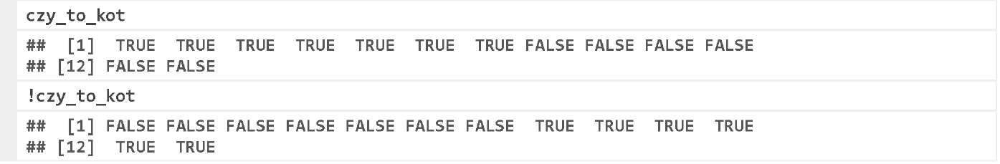 czy_to_kot
##  [1]  TRUE  TRUE  TRUE  TRUE  TRUE  TRUE  TRUE FALSE FALSE FALSE FALSE
## [12] FALSE FALSE
!czy_to_kot
##  [1] FALSE FALSE FALSE FALSE FALSE FALSE FALSE  TRUE  TRUE  TRUE  TRUE
## [12]  TRUE  TRUE